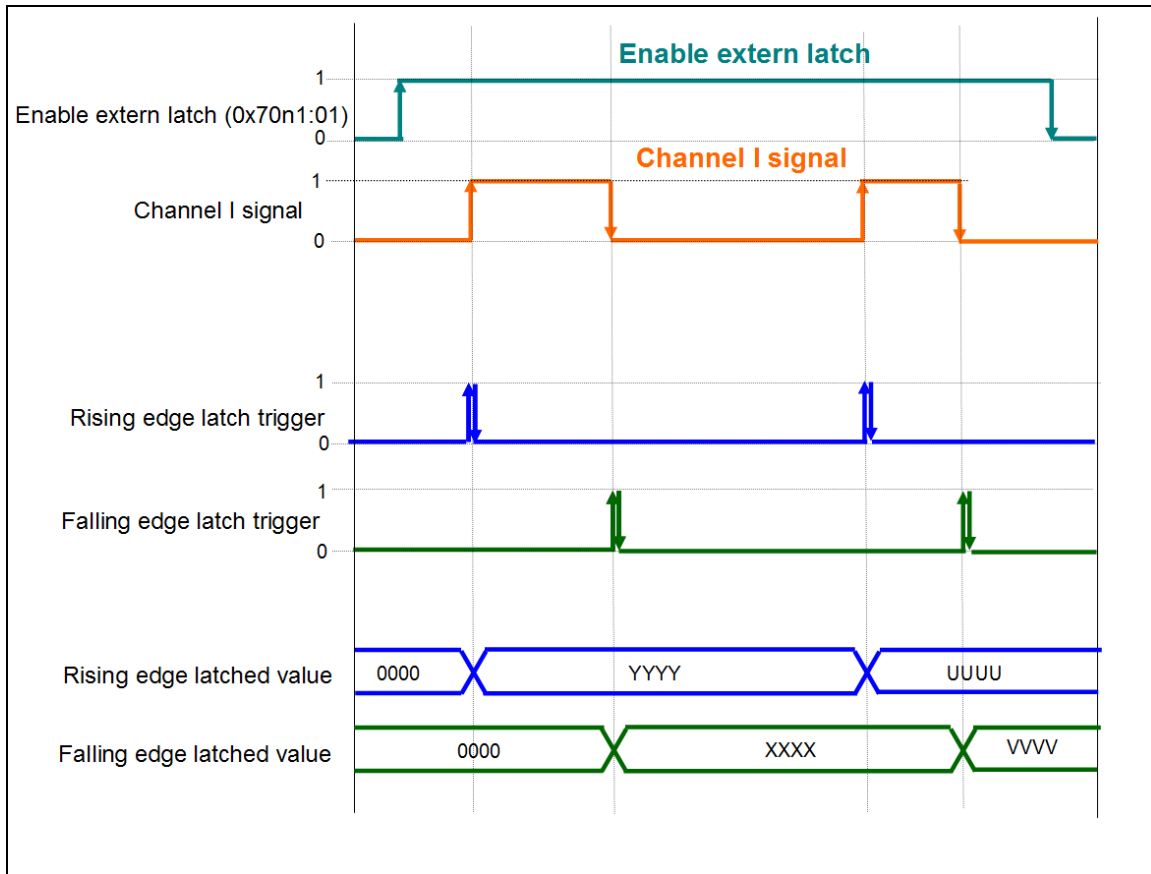 Enable extern latch
1
Enable extern latch (0x70n1:01)
0
Channel I signal
1
Channel I signal
0
1
Rising edge latch trigger
0
1
Falling edge latch trigger
0
Rising edge latched value
0000
YYYY
UUUU
Falling edge latched value
0000
XXXX
VVVV